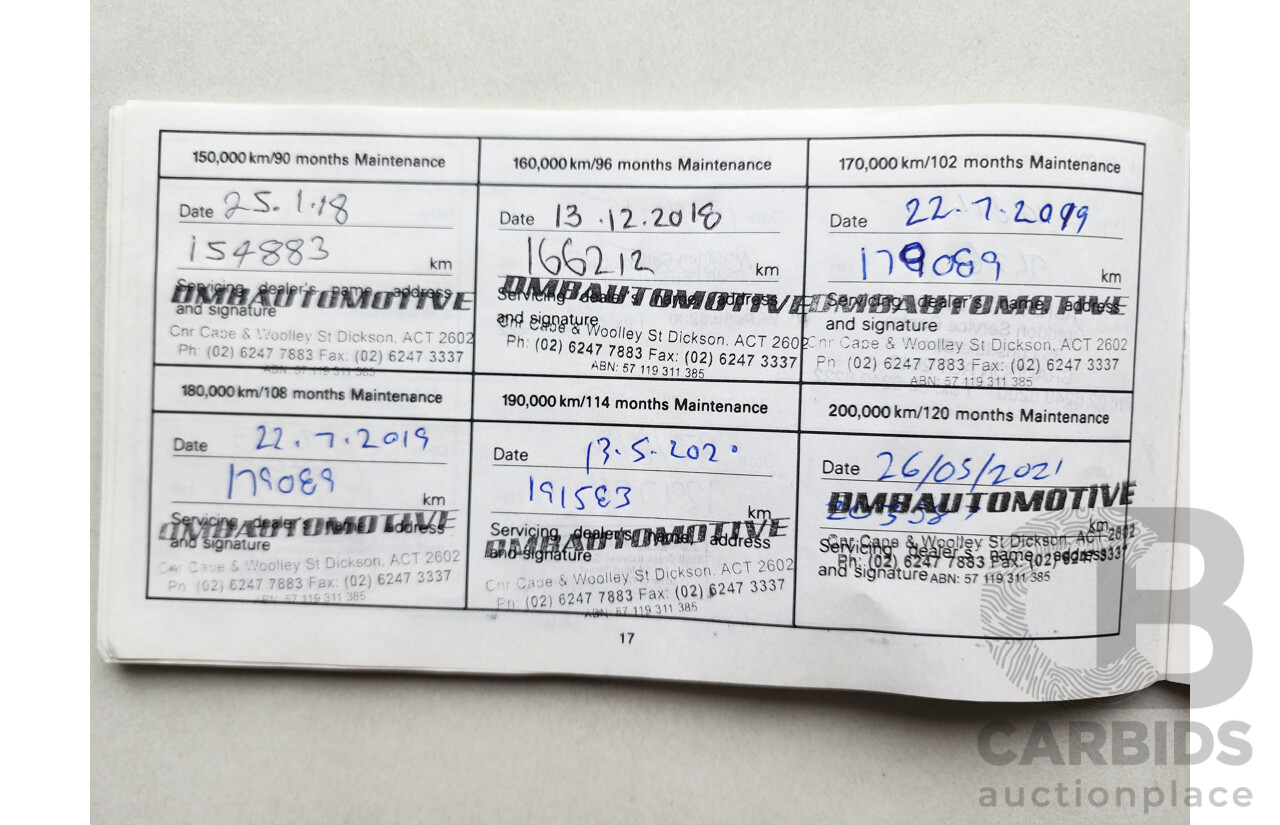 150,000 km/90 months Maintenance
Date 25.1.18
154883 km
Servicing dealer's name, address
DMBAUTOMOTIVE
and signature
Cnr Cape & Woolley St Dickson, ACT 2602
Ph: (02) 6247 7883 Fax: (02) 6247 3337
ABN: 57 119 311 385
160,000 km/96 months Maintenance
Date 13.12.2018
166212 km
Servicing dealer's name, address
DMBAUTOMOTIVE
and signature
Cnr Cape & Woolley St Dickson, ACT 2602
Ph: (02) 6247 7883 Fax: (02) 6247 3337
ABN: 57 119 311 385
170,000 km/102 months Maintenance
Date 22.7.2019
179089 km
Servicing dealer's name, address
DMBAUTOMOTIVE
and signature
Cnr Cape & Woolley St Dickson, ACT 2602
Ph: (02) 6247 7883 Fax: (02) 6247 3337
ABN: 57 119 311 385
180,000 km/108 months Maintenance
Date 22.7.2019
179089 km
Servicing dealer's name, address
DMBAUTOMOTIVE
and signature
Cnr Cape & Woolley St Dickson, ACT 2602
Ph: (02) 6247 7883 Fax: (02) 6247 3337
ABN: 57 119 311 385
190,000 km/114 months Maintenance
Date 13.5.2020
191583 km
Servicing dealer's name, address
DMBAUTOMOTIVE
and signature
Cnr Cape & Woolley St Dickson, ACT 2602
Ph: (02) 6247 7883 Fax: (02) 6247 3337
ABN: 57 119 311 385
200,000 km/120 months Maintenance
Date 26/05/2021
DMBAUTOMOTIVE
km
Cnr Cape & Woolley St Dickson, ACT 2602
Servicing dealer's name, address
Ph: (02) 6247 7883 Fax: (02) 6247 3337
and signature ABN: 57 119 311 385
17
CB
CARBIDS
auctionplace